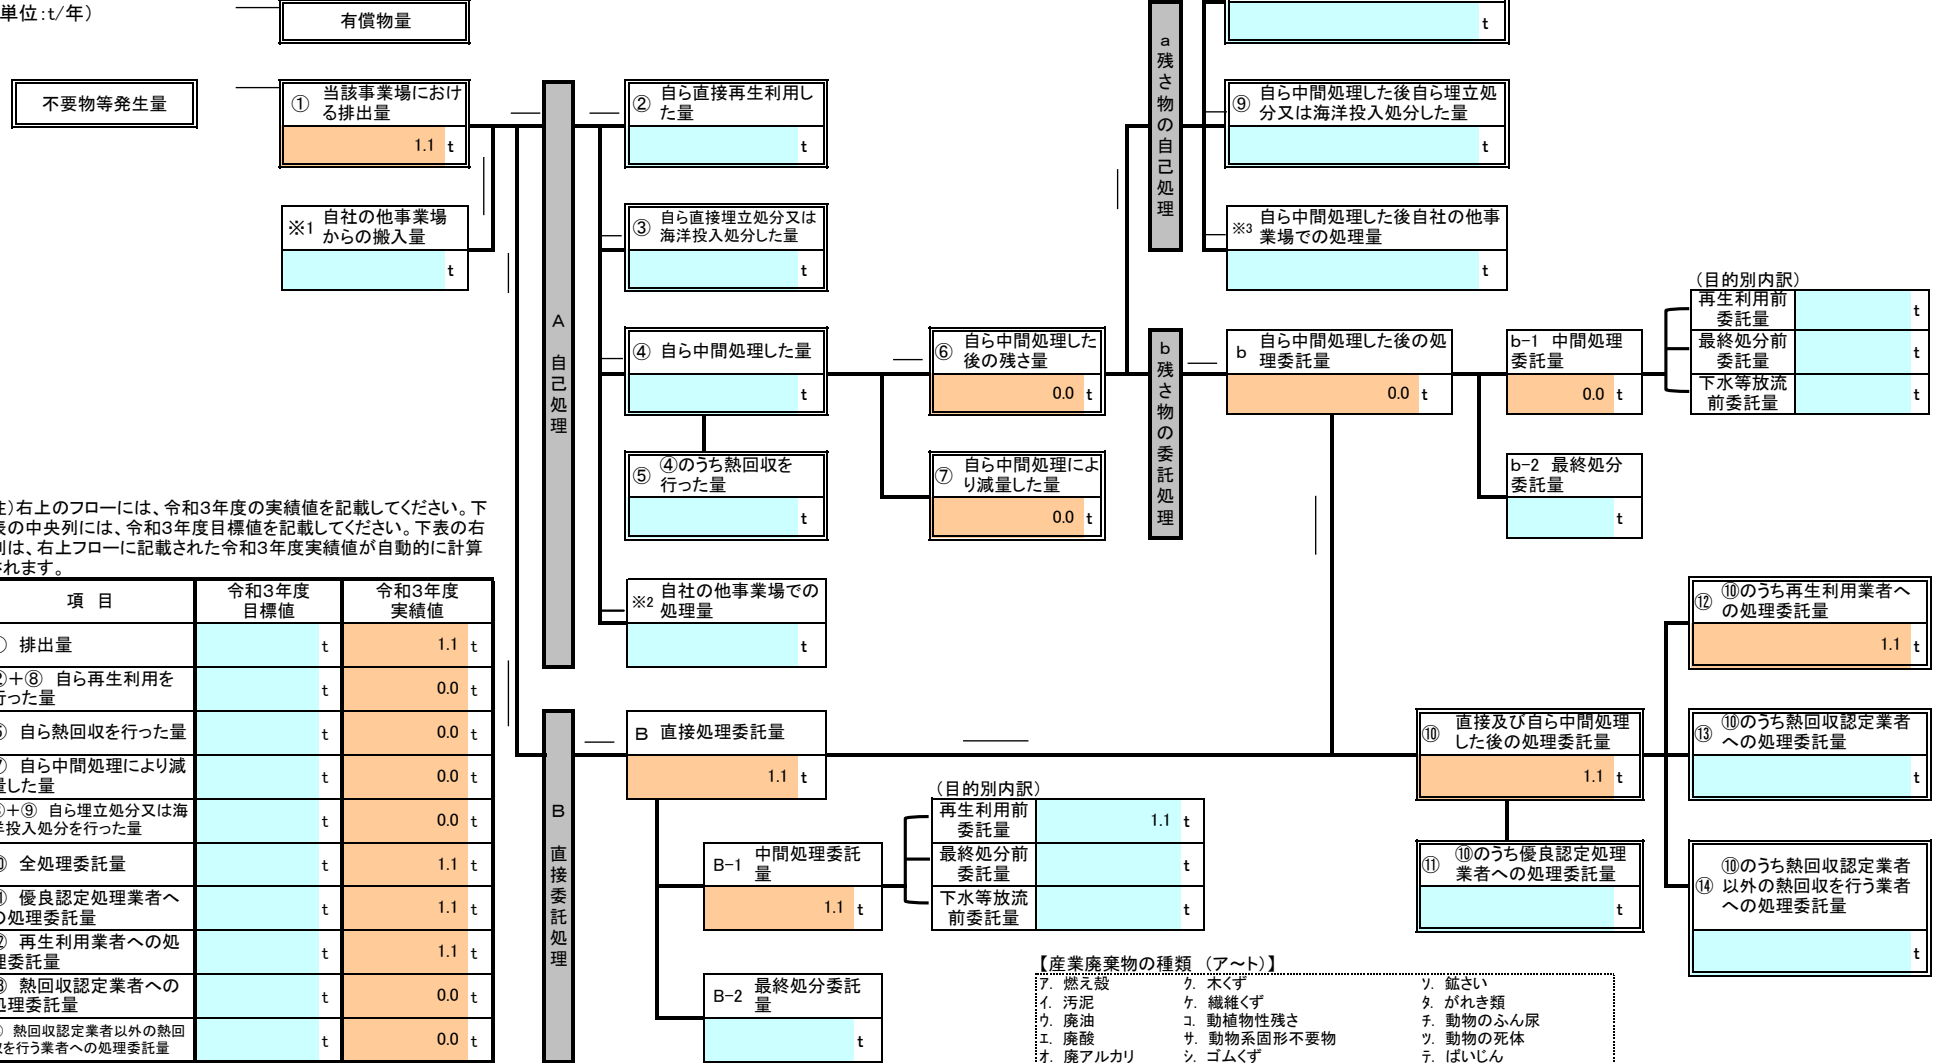 単位:t/年)
有償物量
不要物等発生量
① 当該事業場におけ
る排出量
1.1 t
※1 自社の他事業場
からの搬入量
t
A 自己処理
② 自ら直接再生利用し
た量
t
③ 自ら直接埋立処分又は
海洋投入処分した量
t
④ 自ら中間処理した量
t
⑤ ④のうち熱回収を
行った量
t
※2 自社の他事業場での
処理量
t
⑥ 自ら中間処理した
後の残さ量
0.0 t
⑦ 自ら中間処理によ
り減量した量
0.0 t
a残さ物の自己処理
t
⑨ 自ら中間処理した後自ら埋立処
分又は海洋投入処分した量
t
※3 自ら中間処理した後自社の他事
業場での処理量
t
b残さ物の委託処理
b 自ら中間処理した後の処
理委託量
0.0 t
b-1 中間処理
委託量
0.0 t
(目的別内訳)
再生利用前
委託量
t
最終処分前
委託量
t
下水等放流
前委託量
t
b-2 最終処分
委託量
t
主)右上のフローには、令和3年度の実績値を記載してください。下
表の中央列には、令和3年度目標値を記載してください。下表の右
列は、右上フローに記載された令和3年度実績値が自動的に計算
されます。
項 目
令和3年度
目標値
令和3年度
実績値
排出量
t 1.1 t
②+⑧ 自ら再生利用を
行った量
t 0.0 t
自ら熱回収を行った量
t 0.0 t
自ら中間処理により減
量した量
t 0.0 t
+⑨ 自ら埋立処分又は海
洋投入処分を行った量
t 0.0 t
全処理委託量
t 1.1 t
優良認定処理業者へ
の処理委託量
t 1.1 t
再生利用業者への処
理委託量
t 1.1 t
熱回収認定業者への
処理委託量
t 0.0 t
熱回収認定業者以外の熱回
収を行う業者への処理委託量
t 0.0 t
B 直接委託処理
B 直接処理委託量
1.1 t
B-1 中間処理委託
量
1.1 t
(目的別内訳)
再生利用前
委託量
1.1 t
最終処分前
委託量
t
下水等放流
前委託量
t
B-2 最終処分委託
量
t
⑩ 直接及び自ら中間処理
した後の処理委託量
1.1 t
⑪ ⑩のうち優良認定処理
業者への処理委託量
t
⑫ ⑩のうち再生利用業者へ
の処理委託量
1.1 t
⑬ ⑩のうち熱回収認定業者
への処理委託量
t
⑭ ⑩のうち熱回収認定業者
以外の熱回収を行う業者
への処理委託量
t
【産業廃棄物の種類 (ア~ト)】
ア. 燃え殻 ク. 木くず ソ. 鉱さい
イ. 汚泥 ケ. 繊維くず タ. がれき類
ウ. 廃油 コ. 動植物性残さ チ. 動物のふん尿
エ. 廃酸 サ. 動物系固形不要物 ツ. 動物の死体
オ. 廃アルカリ シ. ゴムくず テ. ばいじん